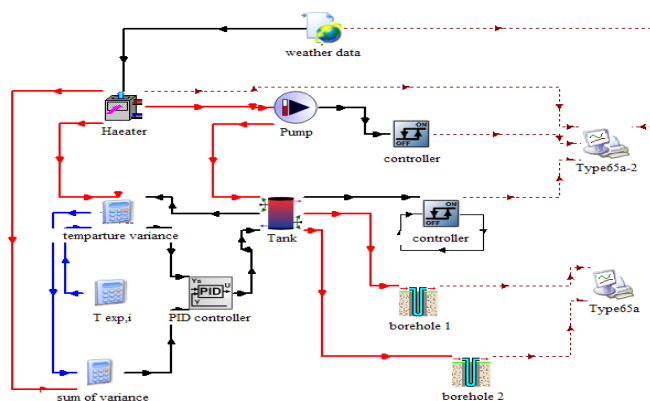 weather data
Haeater
Pump
ON
OFF
controller
Type65a-2
temparture variance
Tank
ON
OFF
controller
T exp,i
Ys
U
PID
Y
PID controller
borehole 1
Type65a
sum of variance
borehole 2